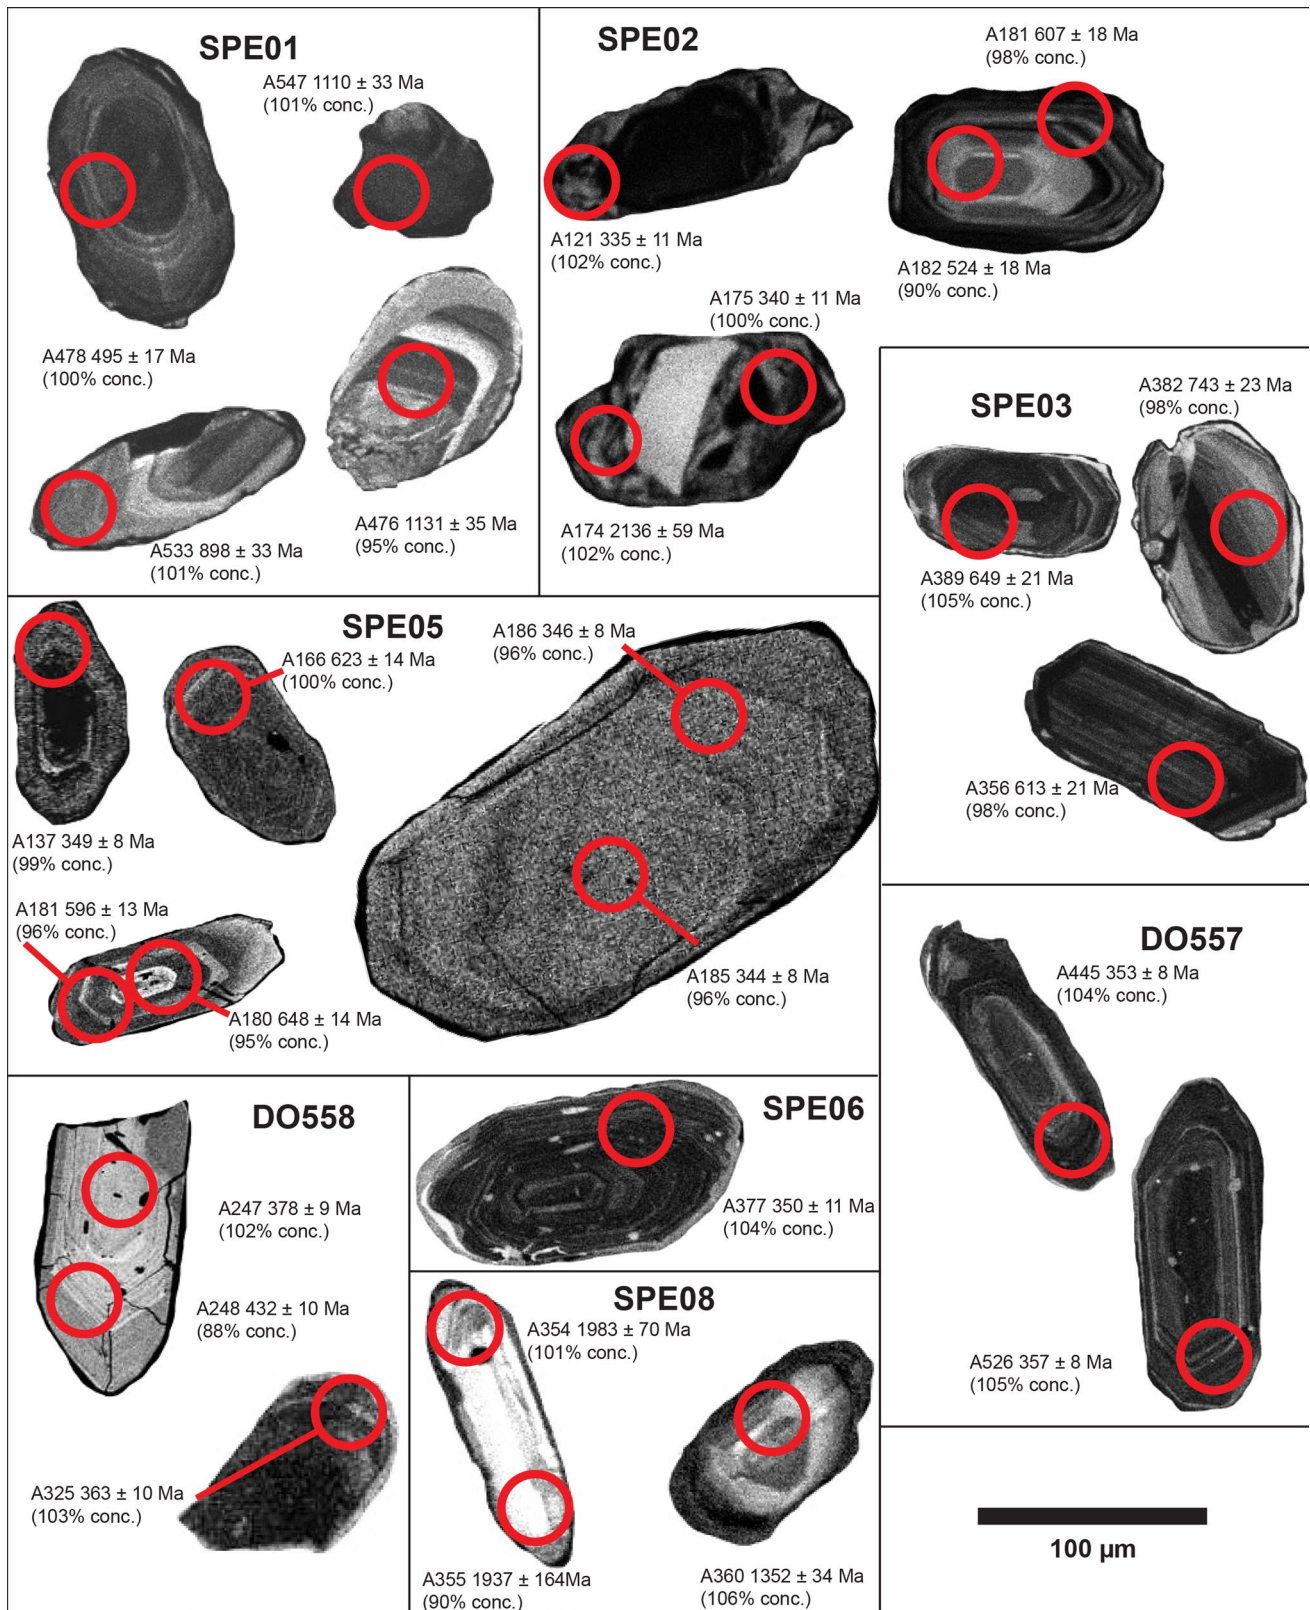 SPE01
A547 1110 ± 33 Ma
(101% conc.)
A478 495 ± 17 Ma
(100% conc.)
A533 898 ± 33 Ma
(101% conc.)
A476 1131 ± 35 Ma
(95% conc.)
SPE02
A181 607 ± 18 Ma
(98% conc.)
A121 335 ± 11 Ma
(102% conc.)
A182 524 ± 18 Ma
(90% conc.)
A175 340 ± 11 Ma
(100% conc.)
A174 2136 ± 59 Ma
(102% conc.)
SPE03
A382 743 ± 23 Ma
(98% conc.)
A389 649 ± 21 Ma
(105% conc.)
A356 613 ± 21 Ma
(98% conc.)
SPE05
A166 623 ± 14 Ma
(100% conc.)
A186 346 ± 8 Ma
(96% conc.)
A137 349 ± 8 Ma
(99% conc.)
A181 596 ± 13 Ma
(96% conc.)
A180 648 ± 14 Ma
(95% conc.)
A185 344 ± 8 Ma
(96% conc.)
DO557
A445 353 ± 8 Ma
(104% conc.)
A526 357 ± 8 Ma
(105% conc.)
DO558
A247 378 ± 9 Ma
(102% conc.)
A248 432 ± 10 Ma
(88% conc.)
A325 363 ± 10 Ma
(103% conc.)
SPE06
A377 350 ± 11 Ma
(104% conc.)
SPE08
A354 1983 ± 70 Ma
(101% conc.)
A355 1937 ± 164Ma
(90% conc.)
A360 1352 ± 34 Ma
(106% conc.)
100 µm